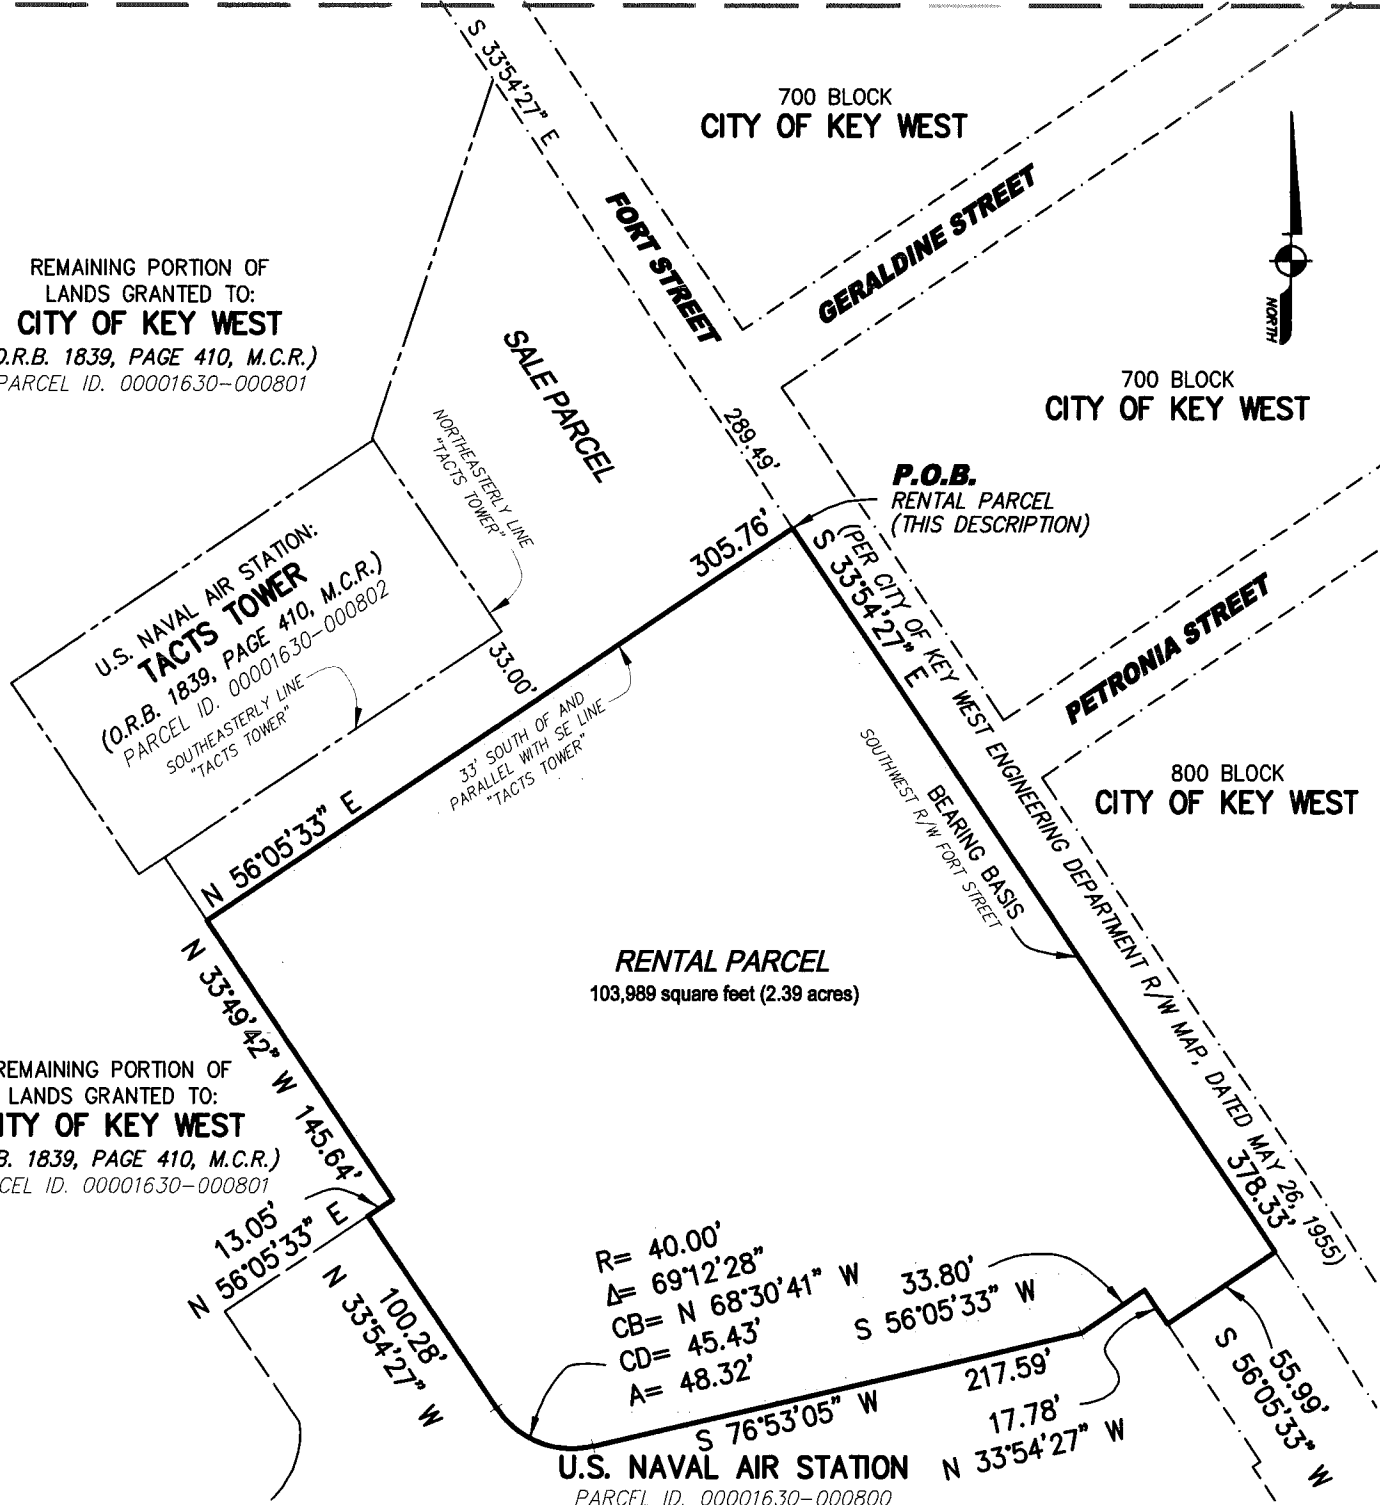 S 33°54'27" E
700 BLOCK
CITY OF KEY WEST
FORT STREET
GERALDINE STREET
NORTH
REMAINING PORTION OF
LANDS GRANTED TO:
CITY OF KEY WEST
O.R.B. 1839, PAGE 410, M.C.R.)
PARCEL ID. 00001630-000801
SALE PARCEL
700 BLOCK
CITY OF KEY WEST
NORTHEASTERLY LINE
"TACTS TOWER"
289.49'
P.O.B.
RENTAL PARCEL
(THIS DESCRIPTION)
305.76'
U.S. NAVAL AIR STATION:
TACTS TOWER
(O.R.B. 1839, PAGE 410, M.C.R.)
PARCEL ID. 00001630-000802
SOUTHEASTERLY LINE
"TACTS TOWER"
33.00'
33' SOUTH OF AND
PARALLEL WITH SE LINE
"TACTS TOWER"
S 33°54'27" E
(PER CITY OF KEY WEST ENGINEERING DEPARTMENT R/W MAP, DATED MAY 26, 1955)
PETRONIA STREET
800 BLOCK
CITY OF KEY WEST
BEARING BASIS
SOUTHWEST R/W FORT STREET
N 56°05'33" E
RENTAL PARCEL
103,989 square feet (2.39 acres)
N 33°49'42" W 145.64'
REMAINING PORTION OF
LANDS GRANTED TO:
ITY OF KEY WEST
B. 1839, PAGE 410, M.C.R.)
CEL ID. 00001630-000801
378.33'
13.05'
N 56°05'33" E
100.28'
N 33°54'27" W
R= 40.00'
Δ= 69°12'28"
CB= N 68°30'41" W
CD= 45.43'
A= 48.32'
33.80'
S 56°05'33" W
217.59'
S 76°53'05" W
17.78'
N 33°54'27" W
55.99'
S 56°05'33" W
U.S. NAVAL AIR STATION
PARCEL ID. 00001630-000800